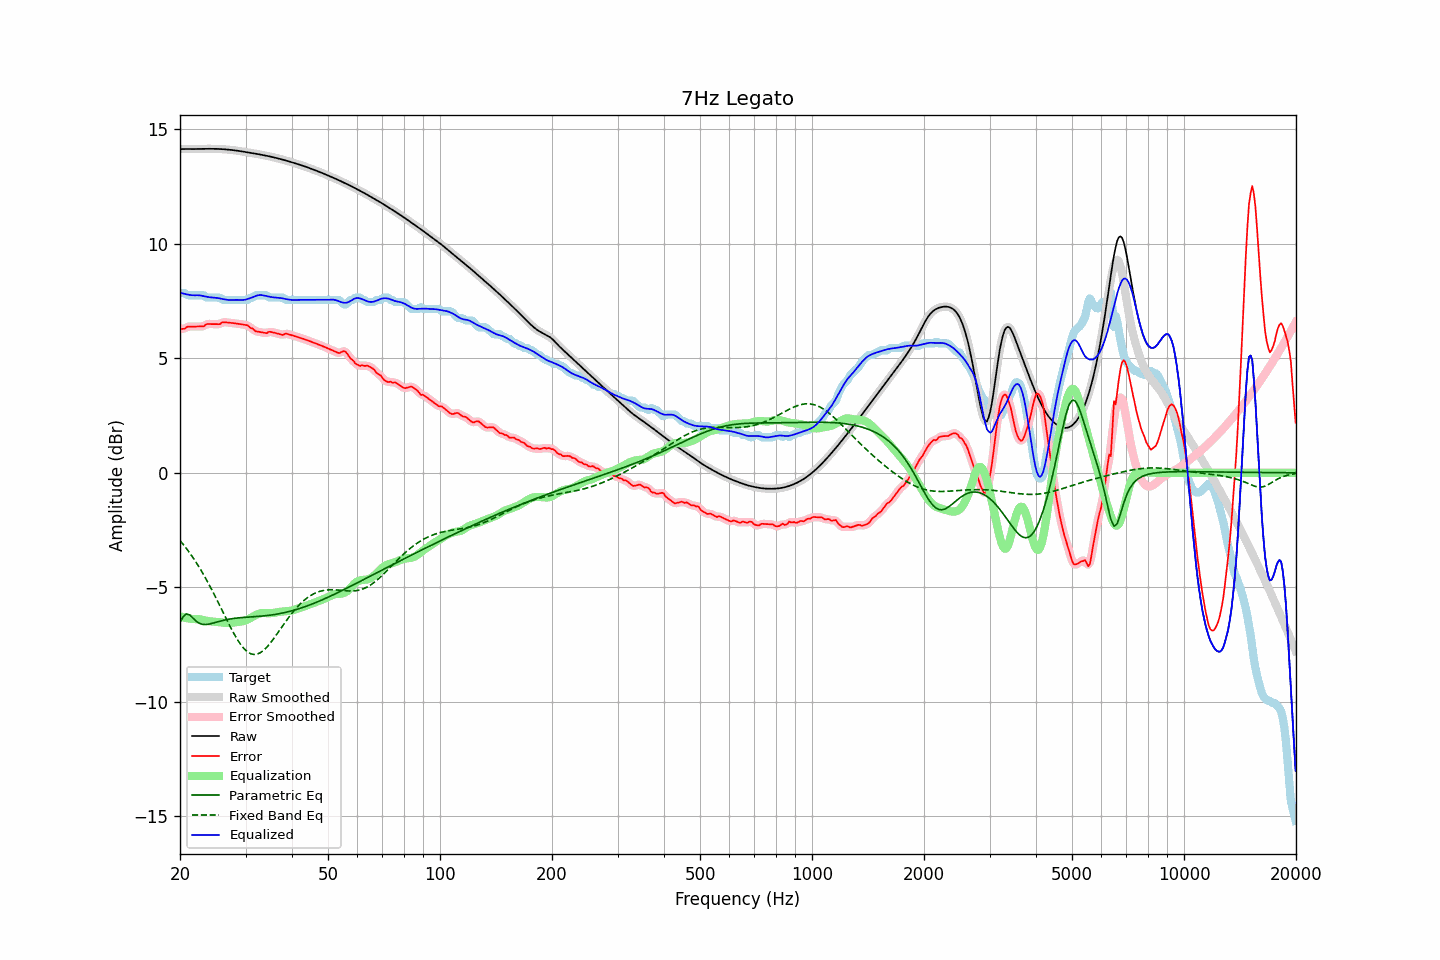 7Hz Legato
Amplitude (dBr)
15
10
5
0
−5
−10
−15
Target
Raw Smoothed
Error Smoothed
Raw
Error
Equalization
Parametric Eq
Fixed Band Eq
Equalized
20 50 100 200 500 1000 2000 5000 10000 20000
Frequency (Hz)